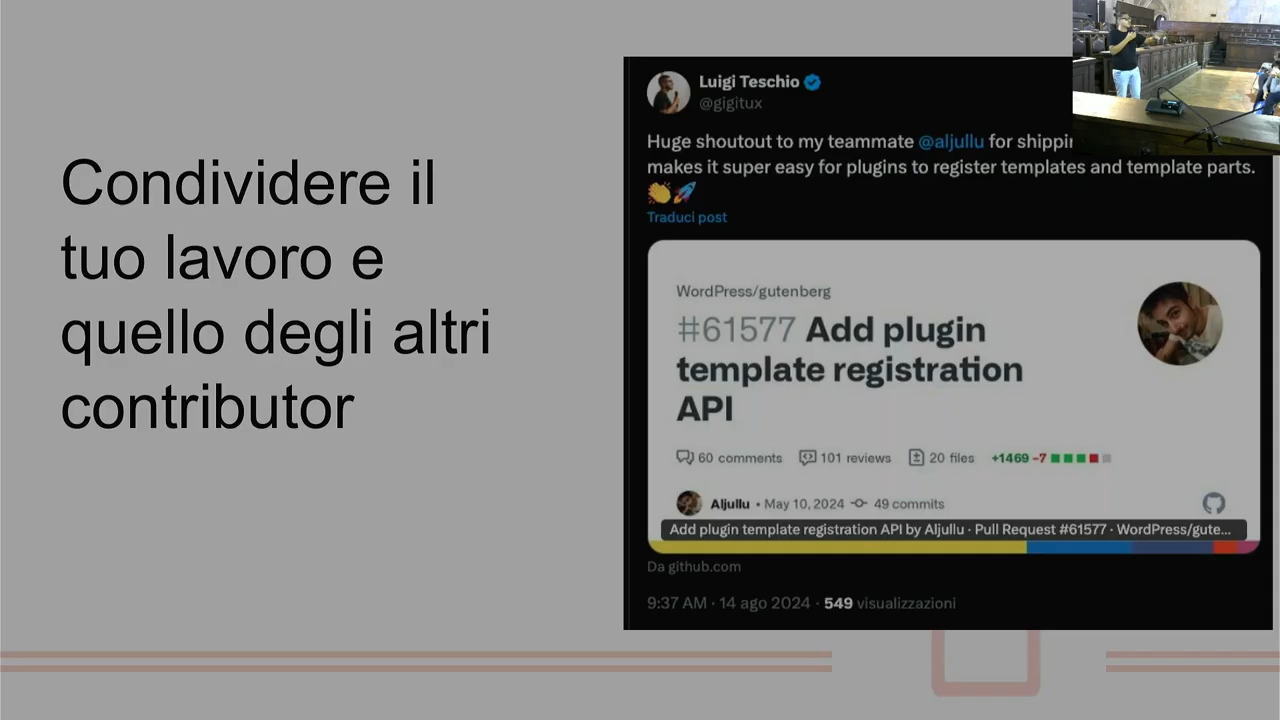 Condividere il
tuo lavoro e
quello degli altri
contributor
Luigi Teschio
@gigitux
Huge shoutout to my teammate @aljullu for
makes it super easy for plugins to register templates and template parts.
👏🚀
Traduci post
WordPress/gutenberg
#61577 Add plugin
template registration
API
60 comments 101 reviews 20 files +1469 -7
Aljullu • May 10, 2024 49 commits
Add plugin template registration API by Aljullu · Pull Request #61577 · WordPress/gute...
Da github.com
9:37 AM · 14 ago 2024 · 549 visualizzazioni